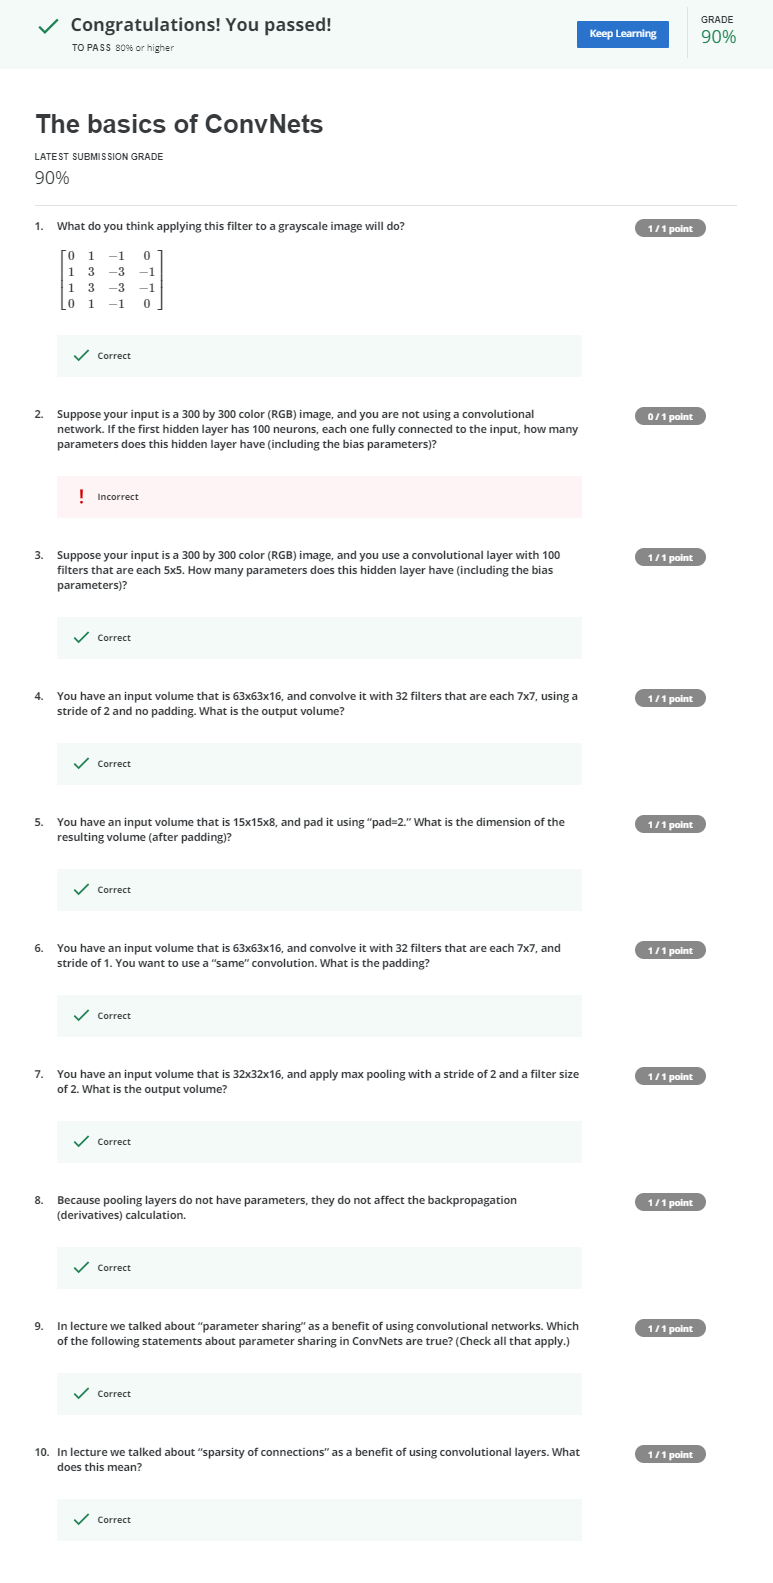 Congratulations! You passed!
TO PASS 80% or higher
Keep Learning
GRADE
90%
The basics of ConvNets
LATEST SUBMISSION GRADE
90%
1. What do you think applying this filter to a grayscale image will do?
1 / 1 point
0 1 −1 0
1 3 −3 −1
1 3 −3 −1
0 1 −1 0
Correct
2. Suppose your input is a 300 by 300 color (RGB) image, and you are not using a convolutional
network. If the first hidden layer has 100 neurons, each one fully connected to the input, how many
parameters does this hidden layer have (including the bias parameters)?
0 / 1 point
Incorrect
3. Suppose your input is a 300 by 300 color (RGB) image, and you use a convolutional layer with 100
filters that are each 5x5. How many parameters does this hidden layer have (including the bias
parameters)?
1 / 1 point
Correct
4. You have an input volume that is 63x63x16, and convolve it with 32 filters that are each 7x7, using a
stride of 2 and no padding. What is the output volume?
1 / 1 point
Correct
5. You have an input volume that is 15x15x8, and pad it using “pad=2.” What is the dimension of the
resulting volume (after padding)?
1 / 1 point
Correct
6. You have an input volume that is 63x63x16, and convolve it with 32 filters that are each 7x7, and
stride of 1. You want to use a “same” convolution. What is the padding?
1 / 1 point
Correct
7. You have an input volume that is 32x32x16, and apply max pooling with a stride of 2 and a filter size
of 2. What is the output volume?
1 / 1 point
Correct
8. Because pooling layers do not have parameters, they do not affect the backpropagation
(derivatives) calculation.
1 / 1 point
Correct
9. In lecture we talked about “parameter sharing” as a benefit of using convolutional networks. Which
of the following statements about parameter sharing in ConvNets are true? (Check all that apply.)
1 / 1 point
Correct
10. In lecture we talked about “sparsity of connections” as a benefit of using convolutional layers. What
does this mean?
1 / 1 point
Correct